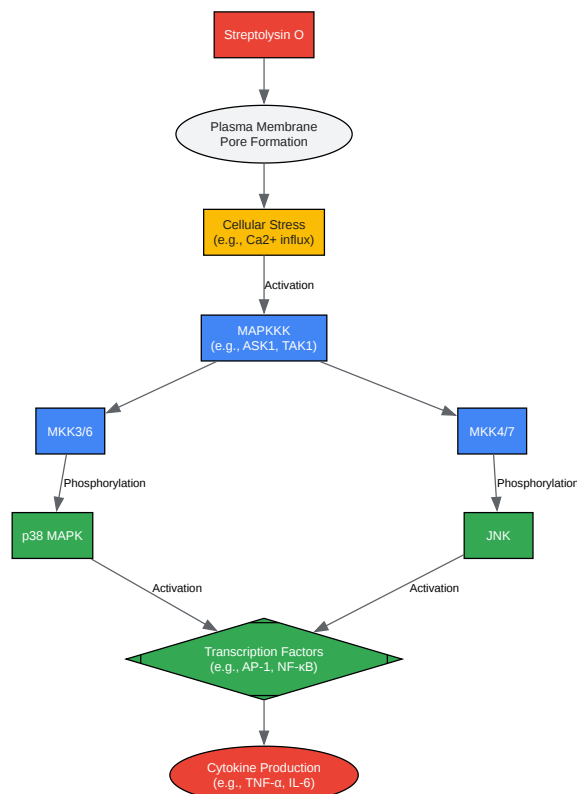 Streptolysin O
Plasma Membrane
Pore Formation
Cellular Stress
(e.g., Ca2+ influx)
Activation
MAPKKK
(e.g., ASK1, TAK1)
MKK3/6
MKK4/7
Phosphorylation
Phosphorylation
p38 MAPK
JNK
Activation
Activation
Transcription Factors
(e.g., AP-1, NF-κB)
Cytokine Production
(e.g., TNF-α, IL-6)